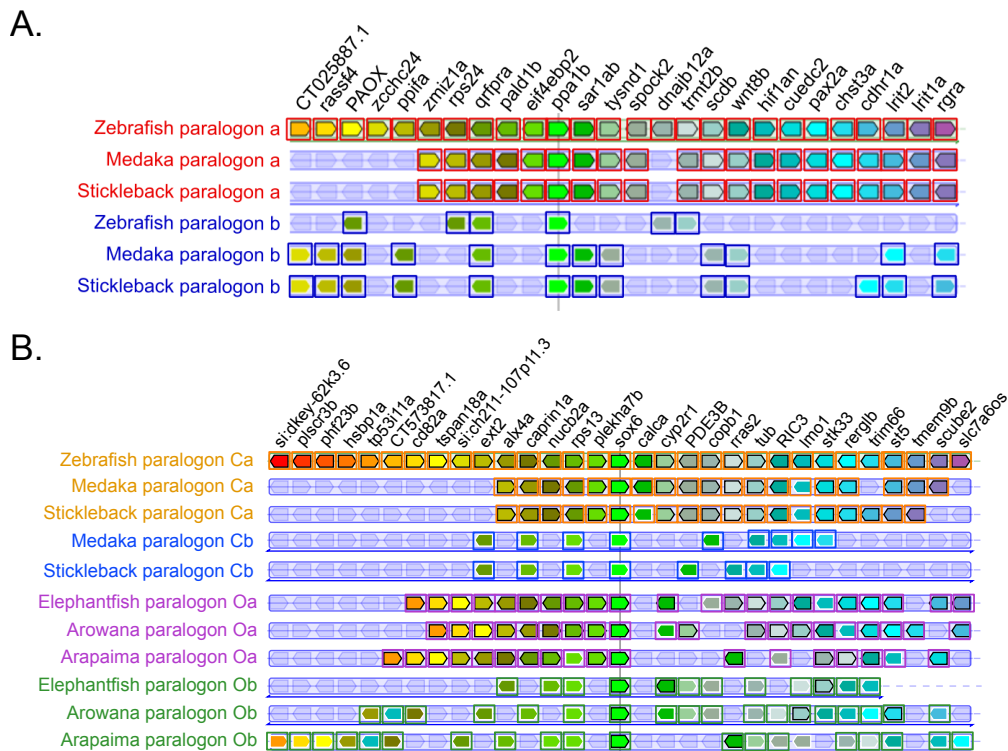 A.
CT025887.1
rassf4
PAOX
zcchc24
ppifa
zmiz1a
rps24
qrfpra
pald1b
eif4ebp2
ppa1b
sar1ab
tysnd1
spock2
dnajb12a
trmt2b
scdb
wnt8b
hif1an
cuedc2
pax2a
chst3a
cdhr1a
lrit2
lrit1a
rgra
Zebrafish paralogon a
Medaka paralogon a
Stickleback paralogon a
Zebrafish paralogon b
Medaka paralogon b
Stickleback paralogon b
B.
si:dkey-62k3.6
plscr3b
phf23b
hsbp1a
tp53i11a
CT573817.1
cd82a
tspan18a
si:ch211-107p11.3
ext2
alx4a
caprin1a
nucb2a
rps13
plekha7b
sox6
calca
cyp2r1
PDE3B
copb1
rras2
tub
RIC3
lmo1
stk33
rerglb
trim66
st5
tmem9b
scube2
slc7a6os
Zebrafish paralogon Ca
Medaka paralogon Ca
Stickleback paralogon Ca
Medaka paralogon Cb
Stickleback paralogon Cb
Elephantfish paralogon Oa
Arowana paralogon Oa
Arapaima paralogon Oa
Elephantfish paralogon Ob
Arowana paralogon Ob
Arapaima paralogon Ob